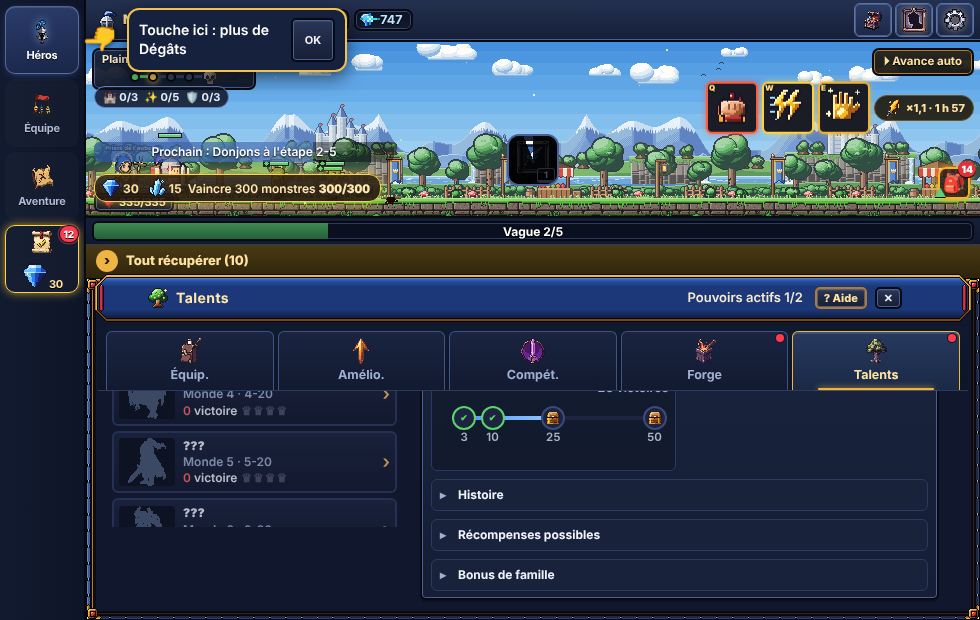 Héros
Équipe
Aventure
12
30
Touche ici : plus de
Dégâts
OK
747
Plain
0/3 0/5 0/3
Prochain : Donjons à l'étape 2-5
30 15 Vaincre 300 monstres 300/300
335/335
Q
W
E
1
Avance auto
×1,1 · 1 h 57
14
Vague 2/5
Tout récupérer (10)
Talents
Pouvoirs actifs 1/2
? Aide
×
Équip.
Amélio.
Compét.
Forge
Talents
Monde 4 · 4-20
0 victoire
???
Monde 5 · 5-20
0 victoire
???
3
10
25
50
Histoire
Récompenses possibles
Bonus de famille